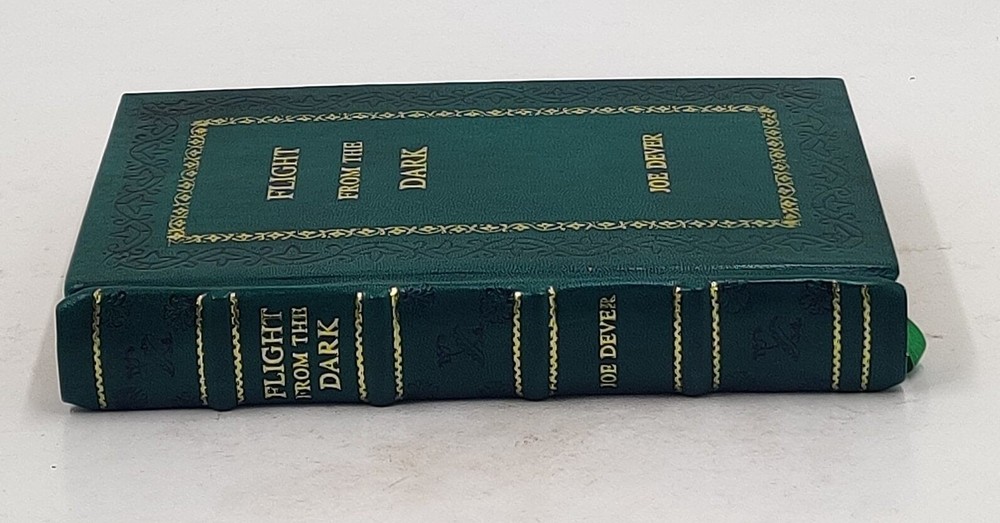 FLIGHT
FROM THE
DARK
JOE DEVER
FLIGHT
FROM THE
DARK
JOE DEVER